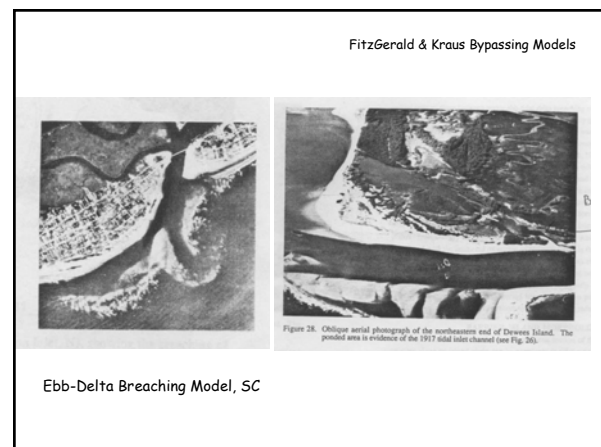 FitzGerald & Kraus Bypassing Models
Figure 28. Oblique aerial photograph of the northeastern end of Dewees Island. The
ponded area is evidence of the 1917 tidal inlet channel (see Fig. 26).
Ebb-Delta Breaching Model, SC